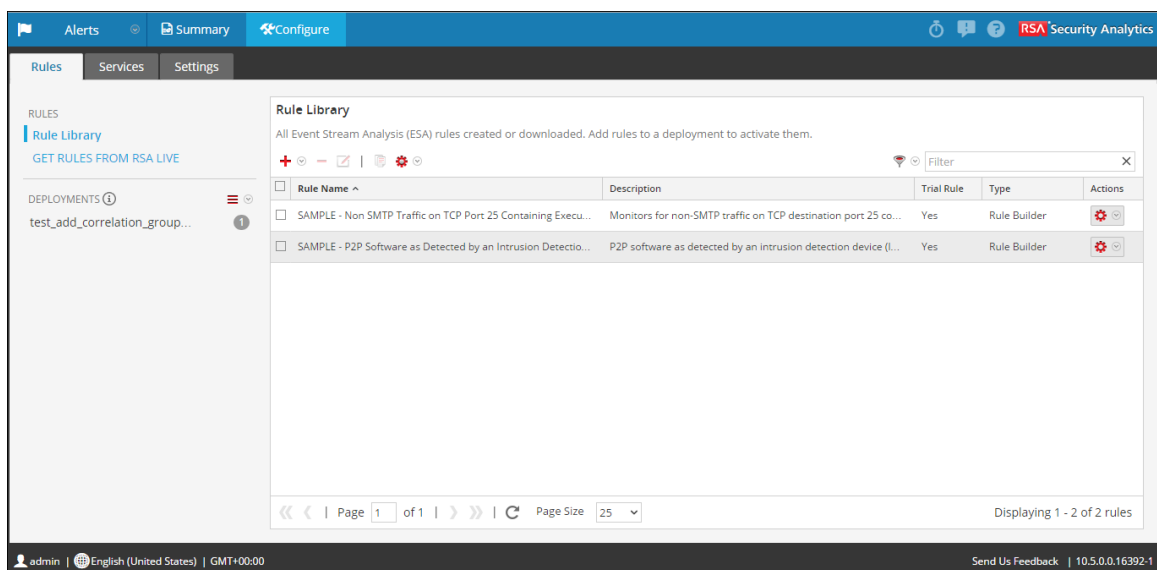 Alerts Summary Configure RSA Security Analytics
Rules Services Settings
RULES
Rule Library
GET RULES FROM RSA LIVE
DEPLOYMENTS
test_add_correlation_group... 1
Rule Library
All Event Stream Analysis (ESA) rules created or downloaded. Add rules to a deployment to activate them.
Filter
Rule Name Description Trial Rule Type Actions
SAMPLE - Non SMTP Traffic on TCP Port 25 Containing Execu... Monitors for non-SMTP traffic on TCP destination port 25 co... Yes Rule Builder
SAMPLE - P2P Software as Detected by an Intrusion Detectio... P2P software as detected by an intrusion detection device (I... Yes Rule Builder
| Page 1 of 1 | | Page Size 25 Displaying 1 - 2 of 2 rules
admin | English (United States) | GMT+00:00 Send Us Feedback | 10.5.0.0.16392-1